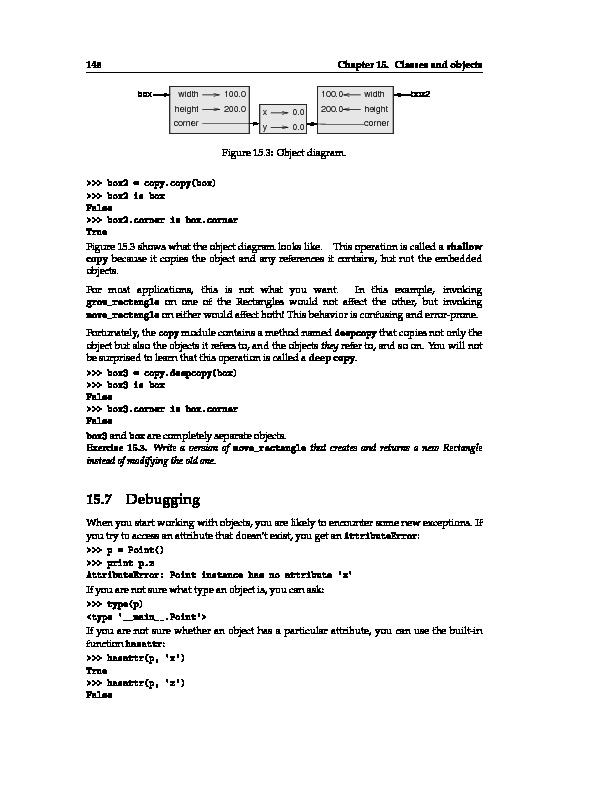 148 Chapter 15. Classes and objects
box width 100.0 100.0 width box2
height 200.0 x 0.0 200.0 height
corner y 0.0 corner
Figure 15.3: Object diagram.
>>> box2 = copy.copy(box)
>>> box2 is box
False
>>> box2.corner is box.corner
True
Figure 15.3 shows what the object diagram looks like. This operation is called a shallow
copy because it copies the object and any references it contains, but not the embedded
objects.
For most applications, this is not what you want. In this example, invoking
grow_rectangle on one of the Rectangles would not affect the other, but invoking
move_rectangle on either would affect both! This behavior is confusing and error-prone.
Fortunately, the copy module contains a method named deepcopy that copies not only the
object but also the objects it refers to, and the objects they refer to, and so on. You will not
be surprised to learn that this operation is called a deep copy.
>>> box3 = copy.deepcopy(box)
>>> box3 is box
False
>>> box3.corner is box.corner
False
box3 and box are completely separate objects.
Exercise 15.3. Write a version of move_rectangle that creates and returns a new Rectangle
instead of modifying the old one.
15.7 Debugging
When you start working with objects, you are likely to encounter some new exceptions. If
you try to access an attribute that doesn't exist, you get an AttributeError:
>>> p = Point()
>>> print p.z
AttributeError: Point instance has no attribute 'z'
If you are not sure what type an object is, you can ask:
>>> type(p)
<type '__main__.Point'>
If you are not sure whether an object has a particular attribute, you can use the built-in
function hasattr:
>>> hasattr(p, 'x')
True
>>> hasattr(p, 'z')
False